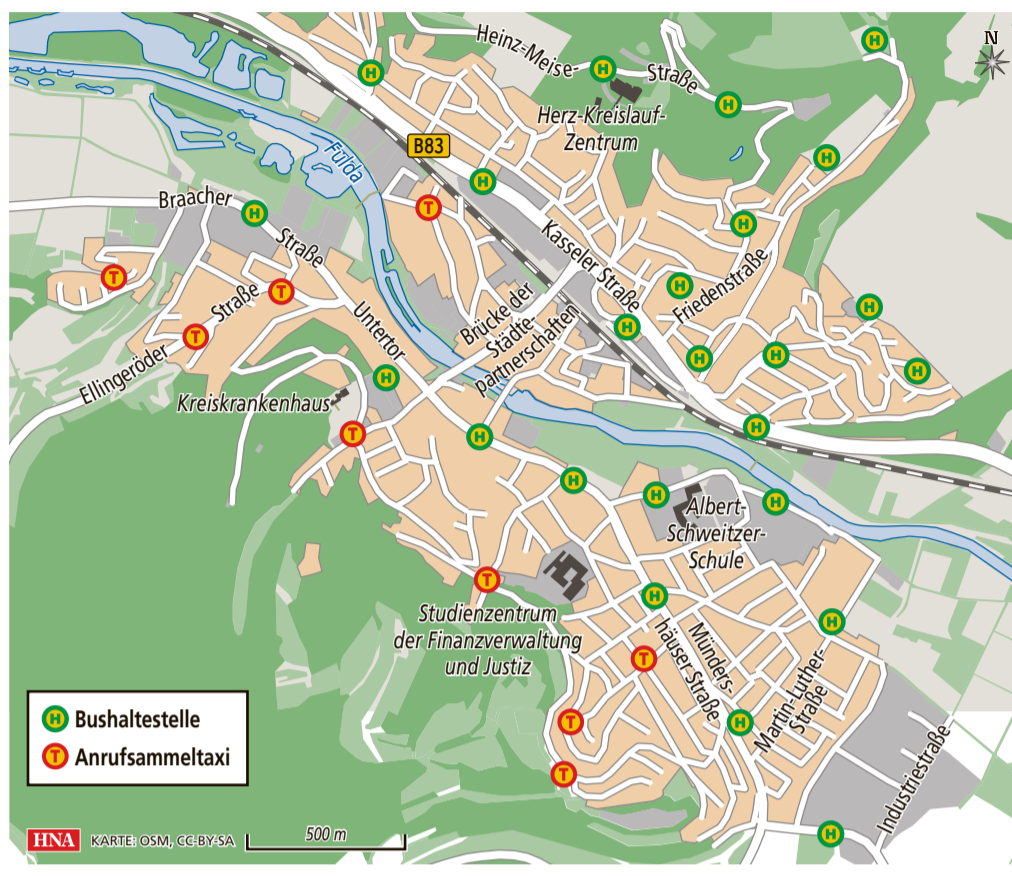 Heinz-Meise-
Straße
N
Herz-Kreislauf-
Zentrum
B83
Fulda
Braacher
Straße
Kasseler Straße
Friedenstraße
Brücke der
Städte-
partnerschaften
Untertor
Ellingeröder
Straße
Kreiskrankenhaus
Albert-
Schweitzer-
Schule
Studienzentrum
der Finanzverwaltung
und Justiz
Münders-
häuser Straße
Martin-Luther-
Straße
Industriestraße
H Bushaltestelle
T Anrufsammeltaxi
HNA KARTE: OSM, CC-BY-SA 500 m